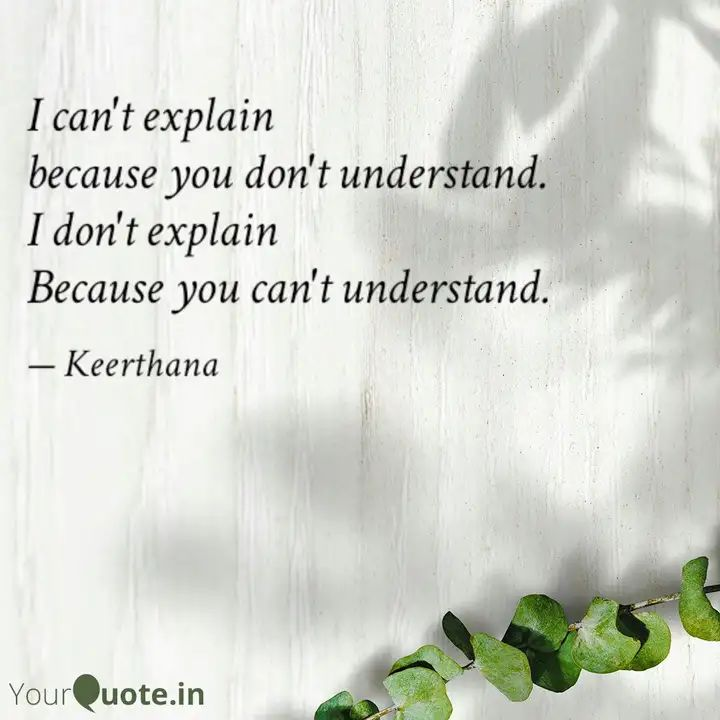 I can't explain
because you don't understand.
I don't explain
Because you can't understand.
— Keerthana
YourQuote.in